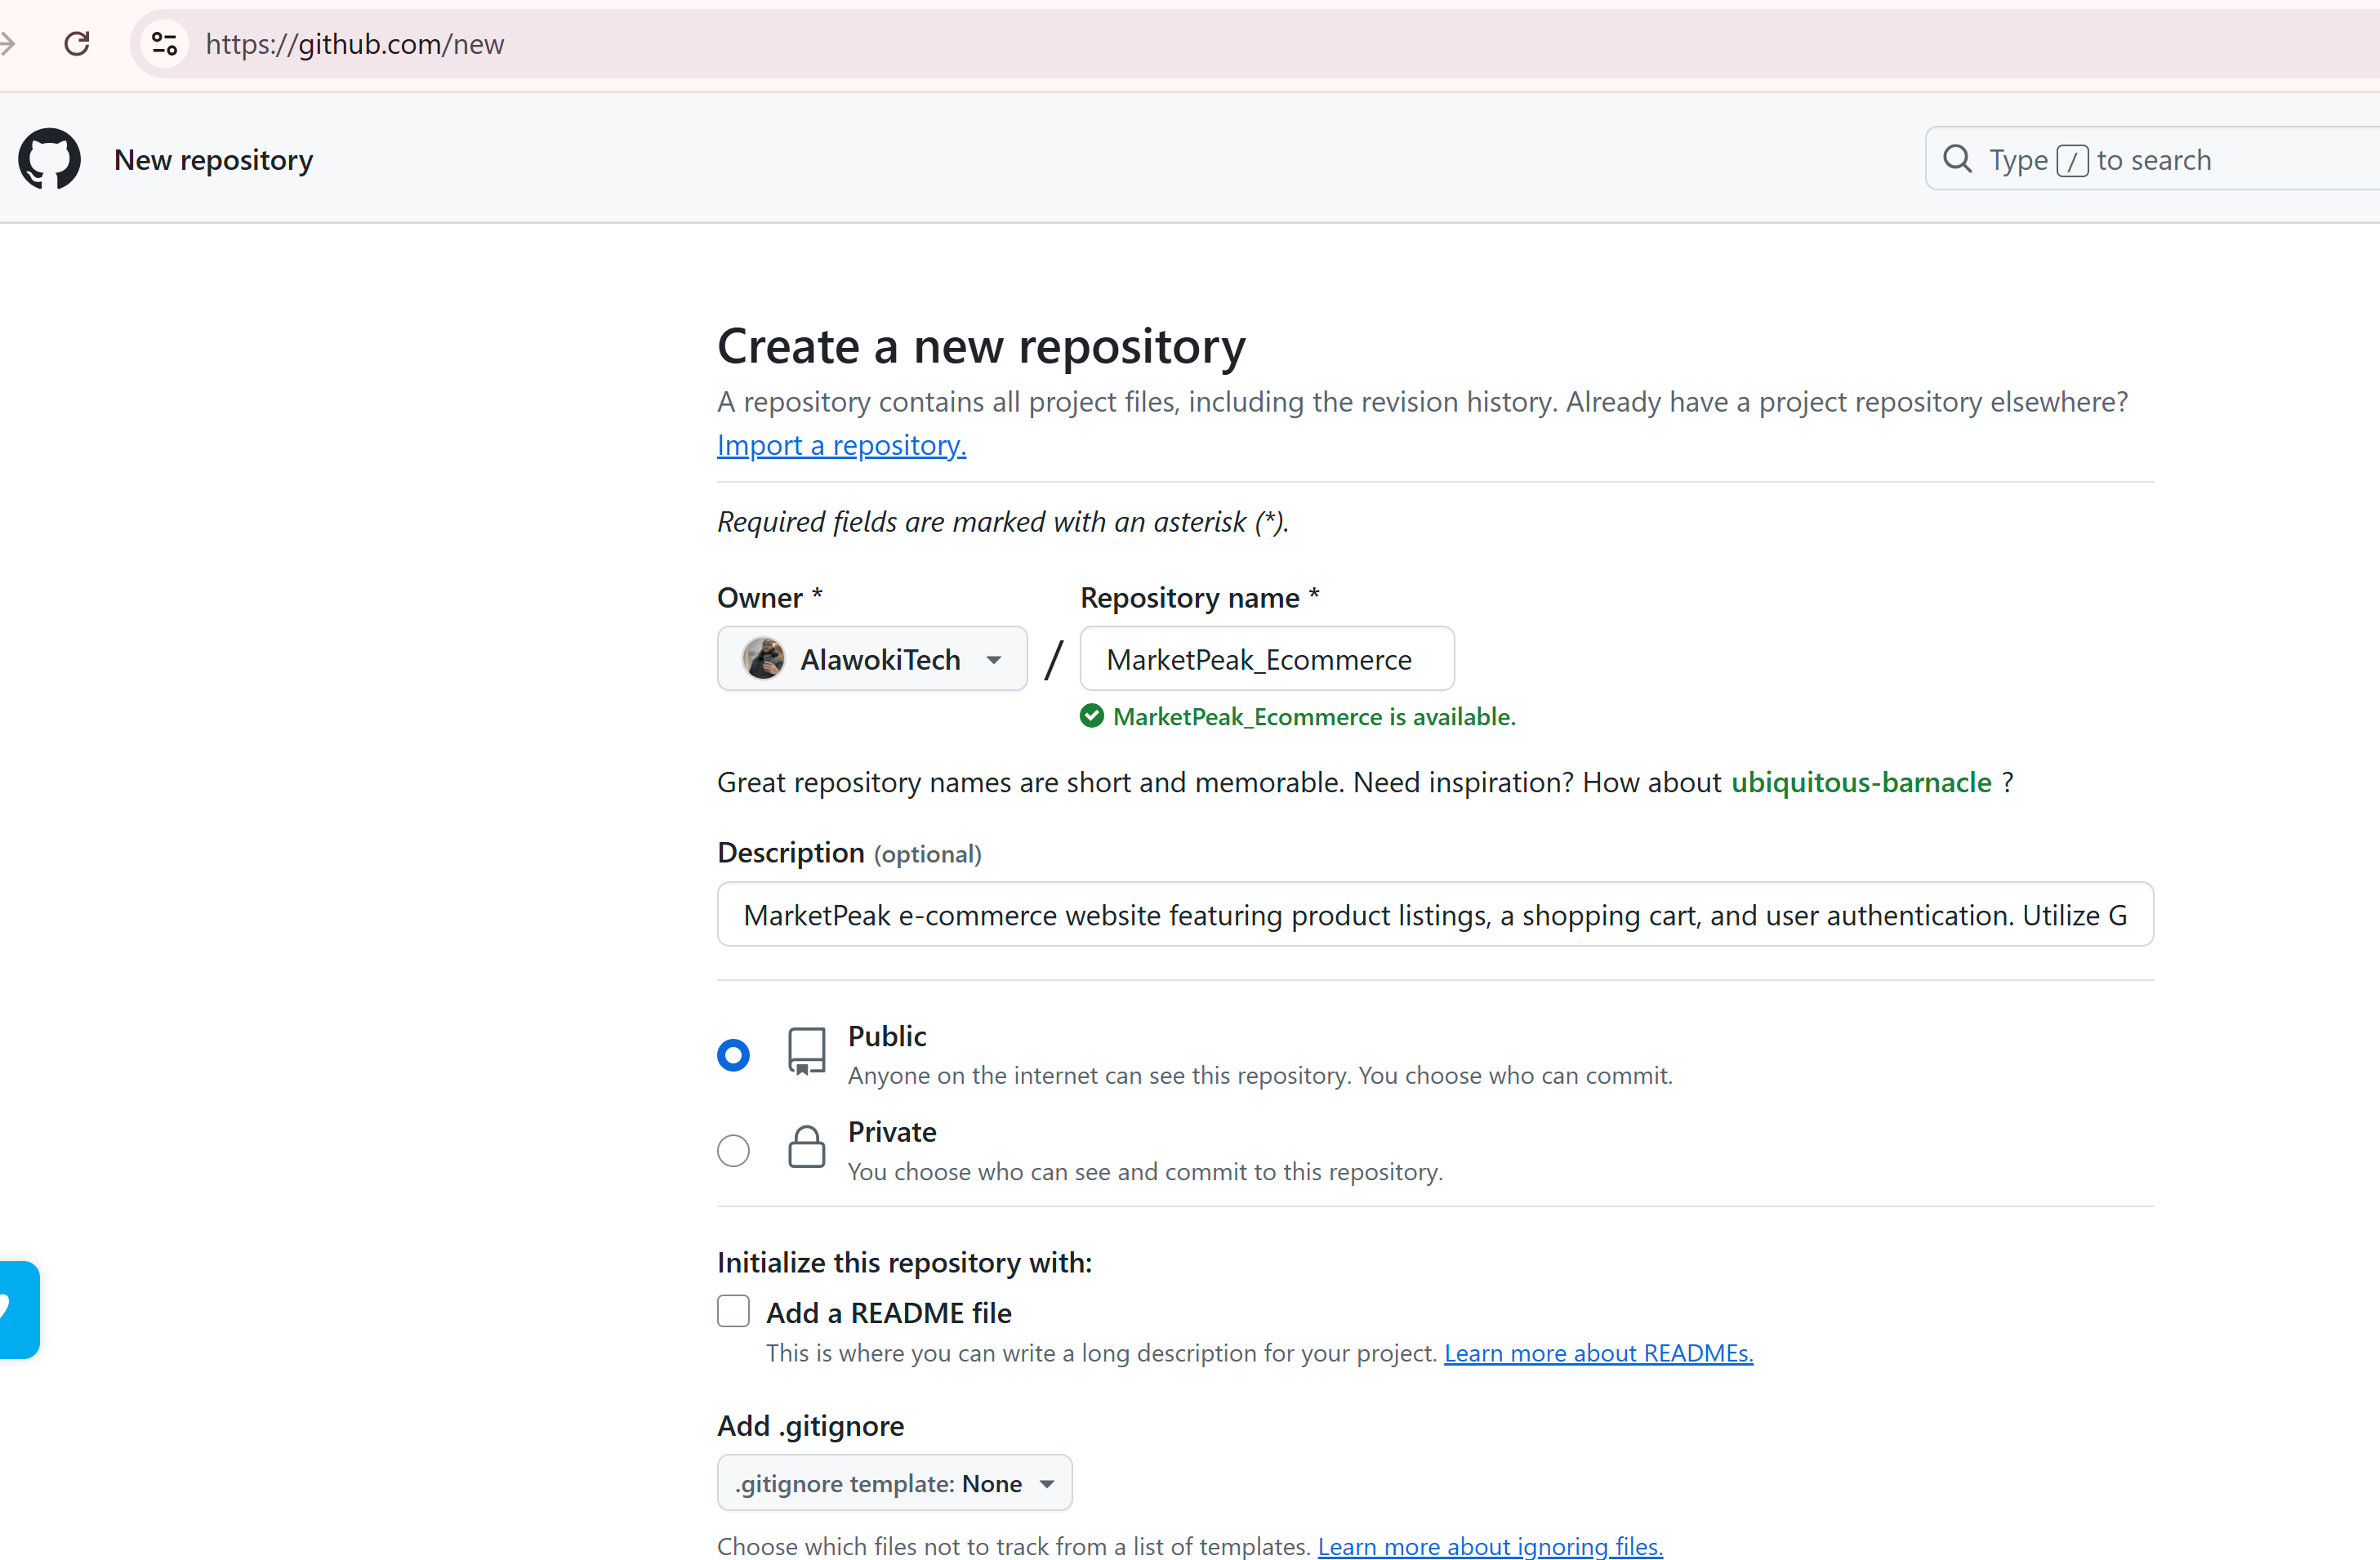 https://github.com/new
New repository
Type / to search
Create a new repository
A repository contains all project files, including the revision history. Already have a project repository elsewhere?
Import a repository.
Required fields are marked with an asterisk (*).
Owner * Repository name *
AlawokiTech / MarketPeak_Ecommerce
MarketPeak_Ecommerce is available.
Great repository names are short and memorable. Need inspiration? How about ubiquitous-barnacle ?
Description (optional)
MarketPeak e-commerce website featuring product listings, a shopping cart, and user authentication. Utilize G
Public
Anyone on the internet can see this repository. You choose who can commit.
Private
You choose who can see and commit to this repository.
Initialize this repository with:
Add a README file
This is where you can write a long description for your project. Learn more about READMEs.
Add .gitignore
.gitignore template: None
Choose which files not to track from a list of templates. Learn more about ignoring files.